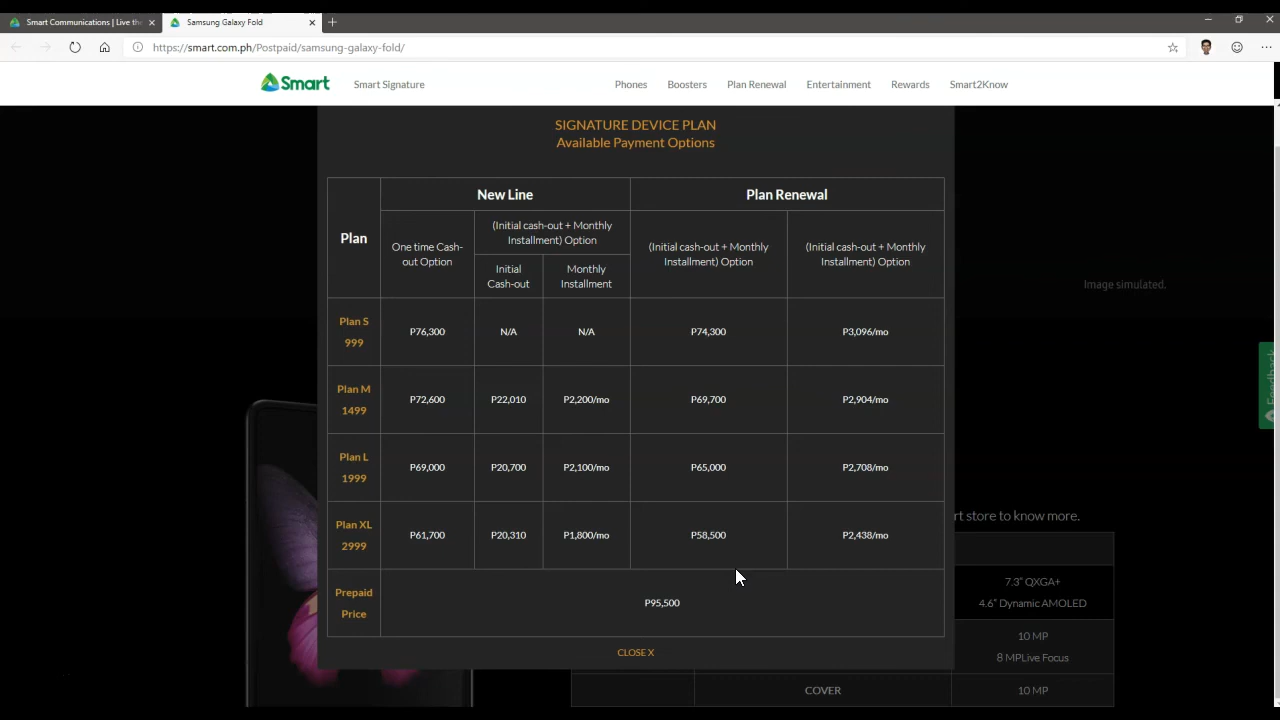 Smart Communications | Live the
Samsung Galaxy Fold
https://smart.com.ph/Postpaid/samsung-galaxy-fold/
Smart
Smart Signature
Phones
Boosters
Plan Renewal
Entertainment
Rewards
Smart2Know
SIGNATURE DEVICE PLAN
Available Payment Options
Plan
New Line
Plan Renewal
One time Cash-
out Option
(Initial cash-out + Monthly
Installment) Option
Initial
Cash-out
Monthly
Installment
(Initial cash-out + Monthly
Installment) Option
(Initial cash-out + Monthly
Installment) Option
Plan S
999
P76,300
N/A
N/A
P74,300
P3,096/mo
Plan M
1499
P72,600
P22,010
P2,200/mo
P69,700
P2,904/mo
Plan L
1999
P69,000
P20,700
P2,100/mo
P65,000
P2,708/mo
Plan XL
2999
P61,700
P20,310
P1,800/mo
P58,500
P2,438/mo
Prepaid
Price
P95,500
CLOSE X
Image simulated.
Feedback
rt store to know more.
7.3" QXGA+
4.6" Dynamic AMOLED
10 MP
8 MPLive Focus
COVER
10 MP